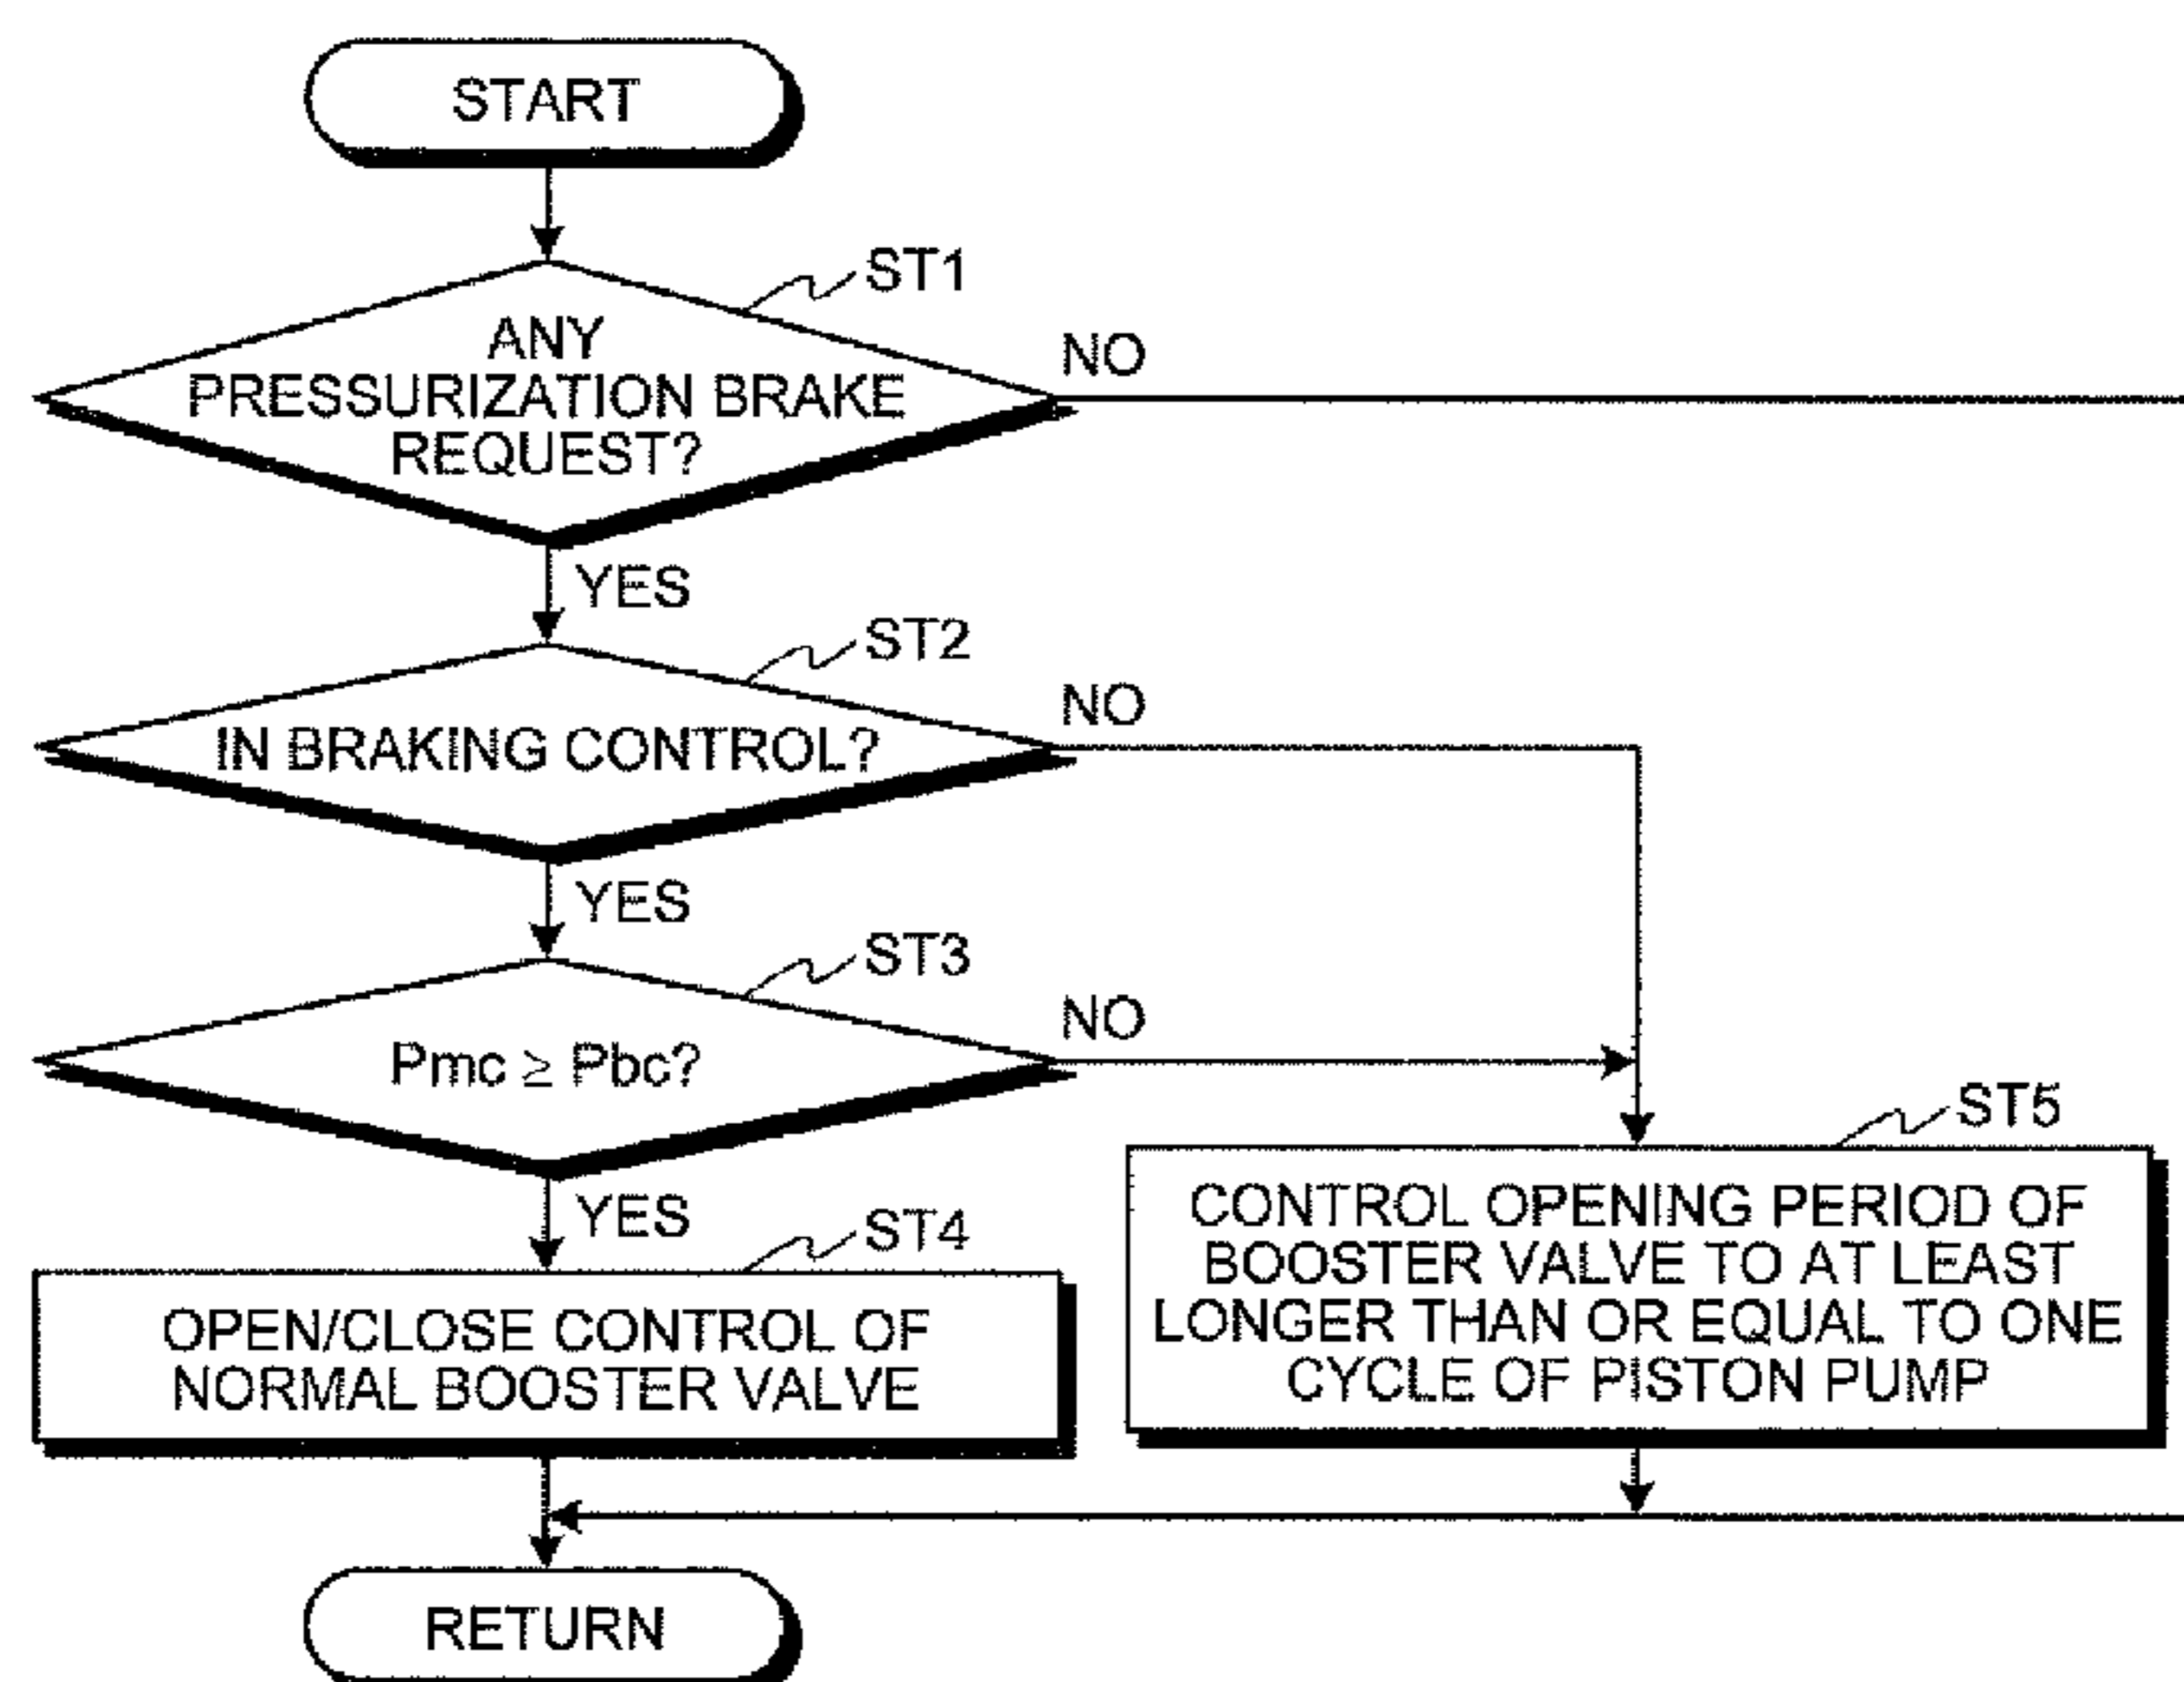 START
ST1
ANY
PRESSURIZATION BRAKE
REQUEST?
NO
YES
ST2
IN BRAKING CONTROL?
NO
YES
ST3
Pmc ≥ Pbc?
NO
YES
ST4
OPEN/CLOSE CONTROL OF
NORMAL BOOSTER VALVE
ST5
CONTROL OPENING PERIOD OF
BOOSTER VALVE TO AT LEAST
LONGER THAN OR EQUAL TO ONE
CYCLE OF PISTON PUMP
RETURN